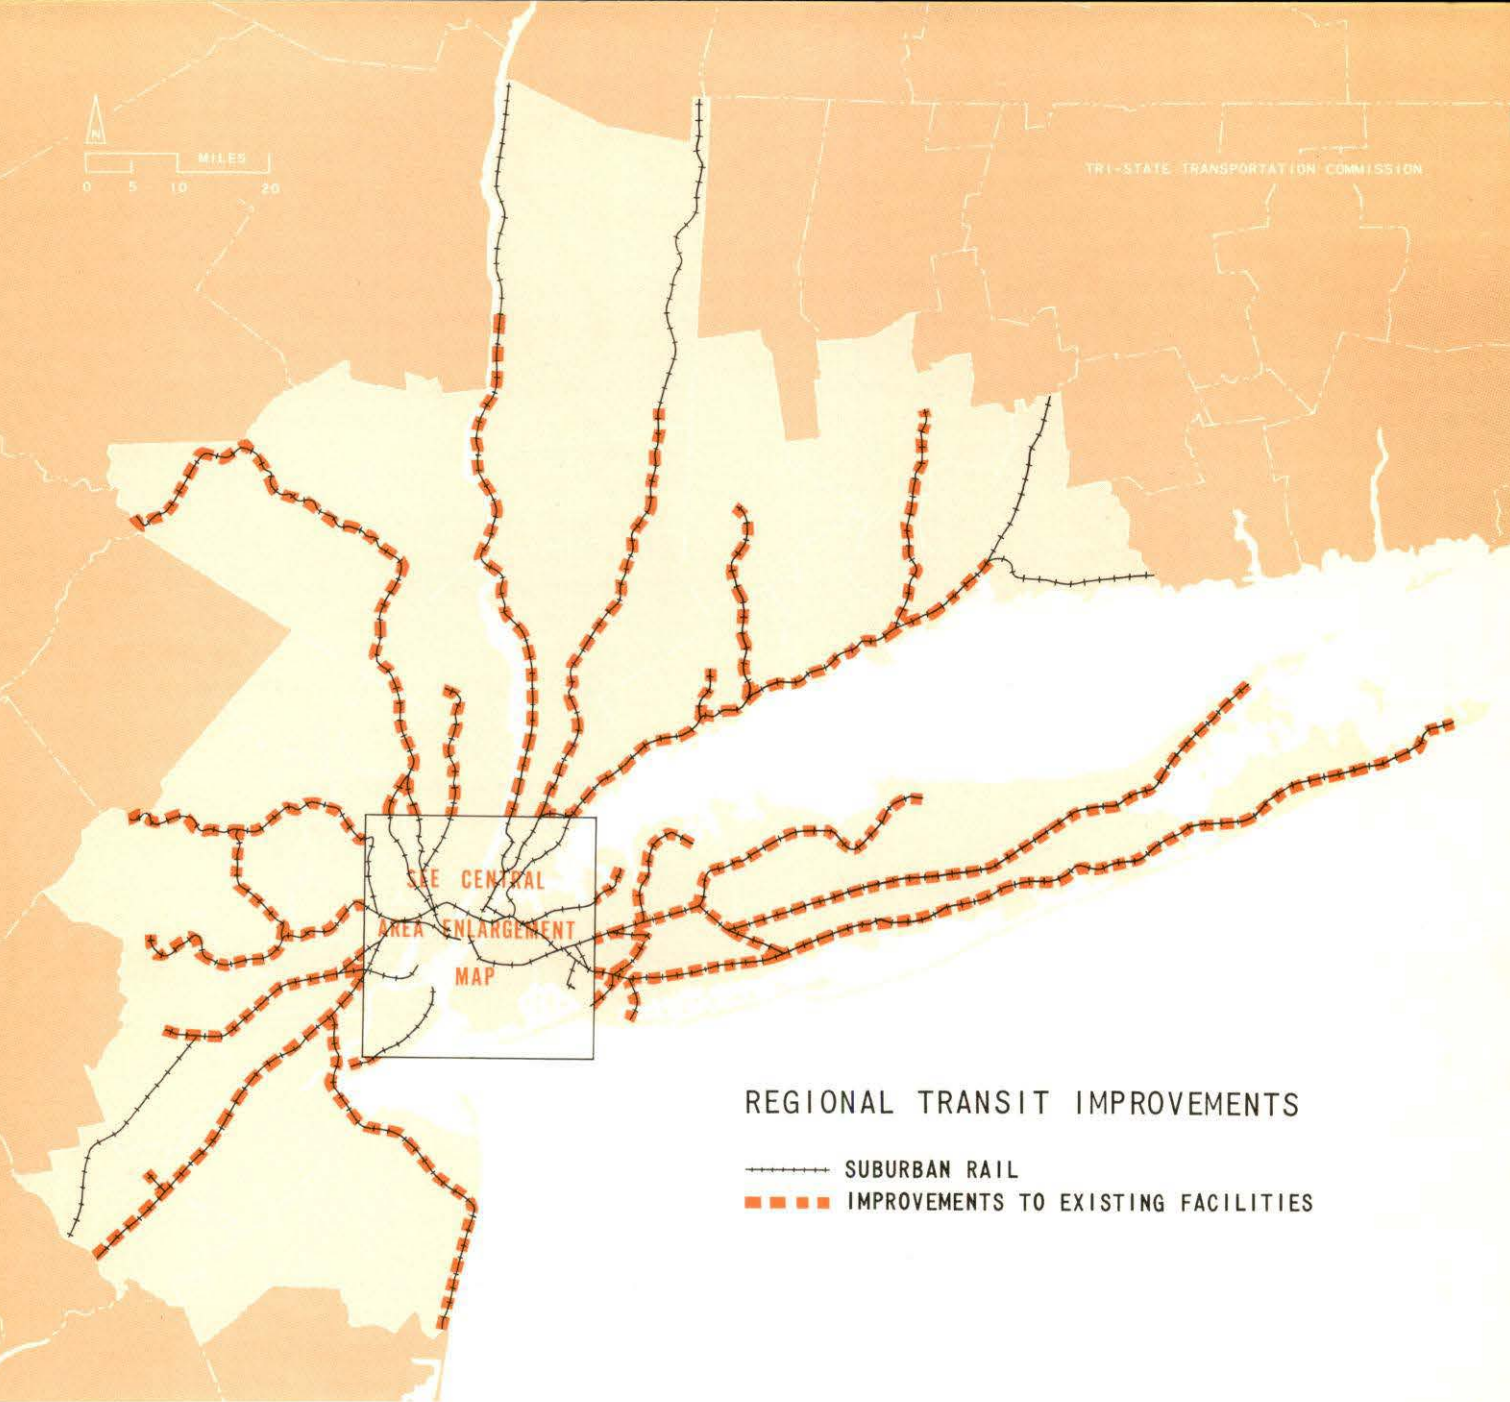 N
MILES
0 5 10 20
TRI-STATE TRANSPORTATION COMMISSION
SEE CENTRAL
AREA ENLARGEMENT
MAP
REGIONAL TRANSIT IMPROVEMENTS
SUBURBAN RAIL
IMPROVEMENTS TO EXISTING FACILITIES